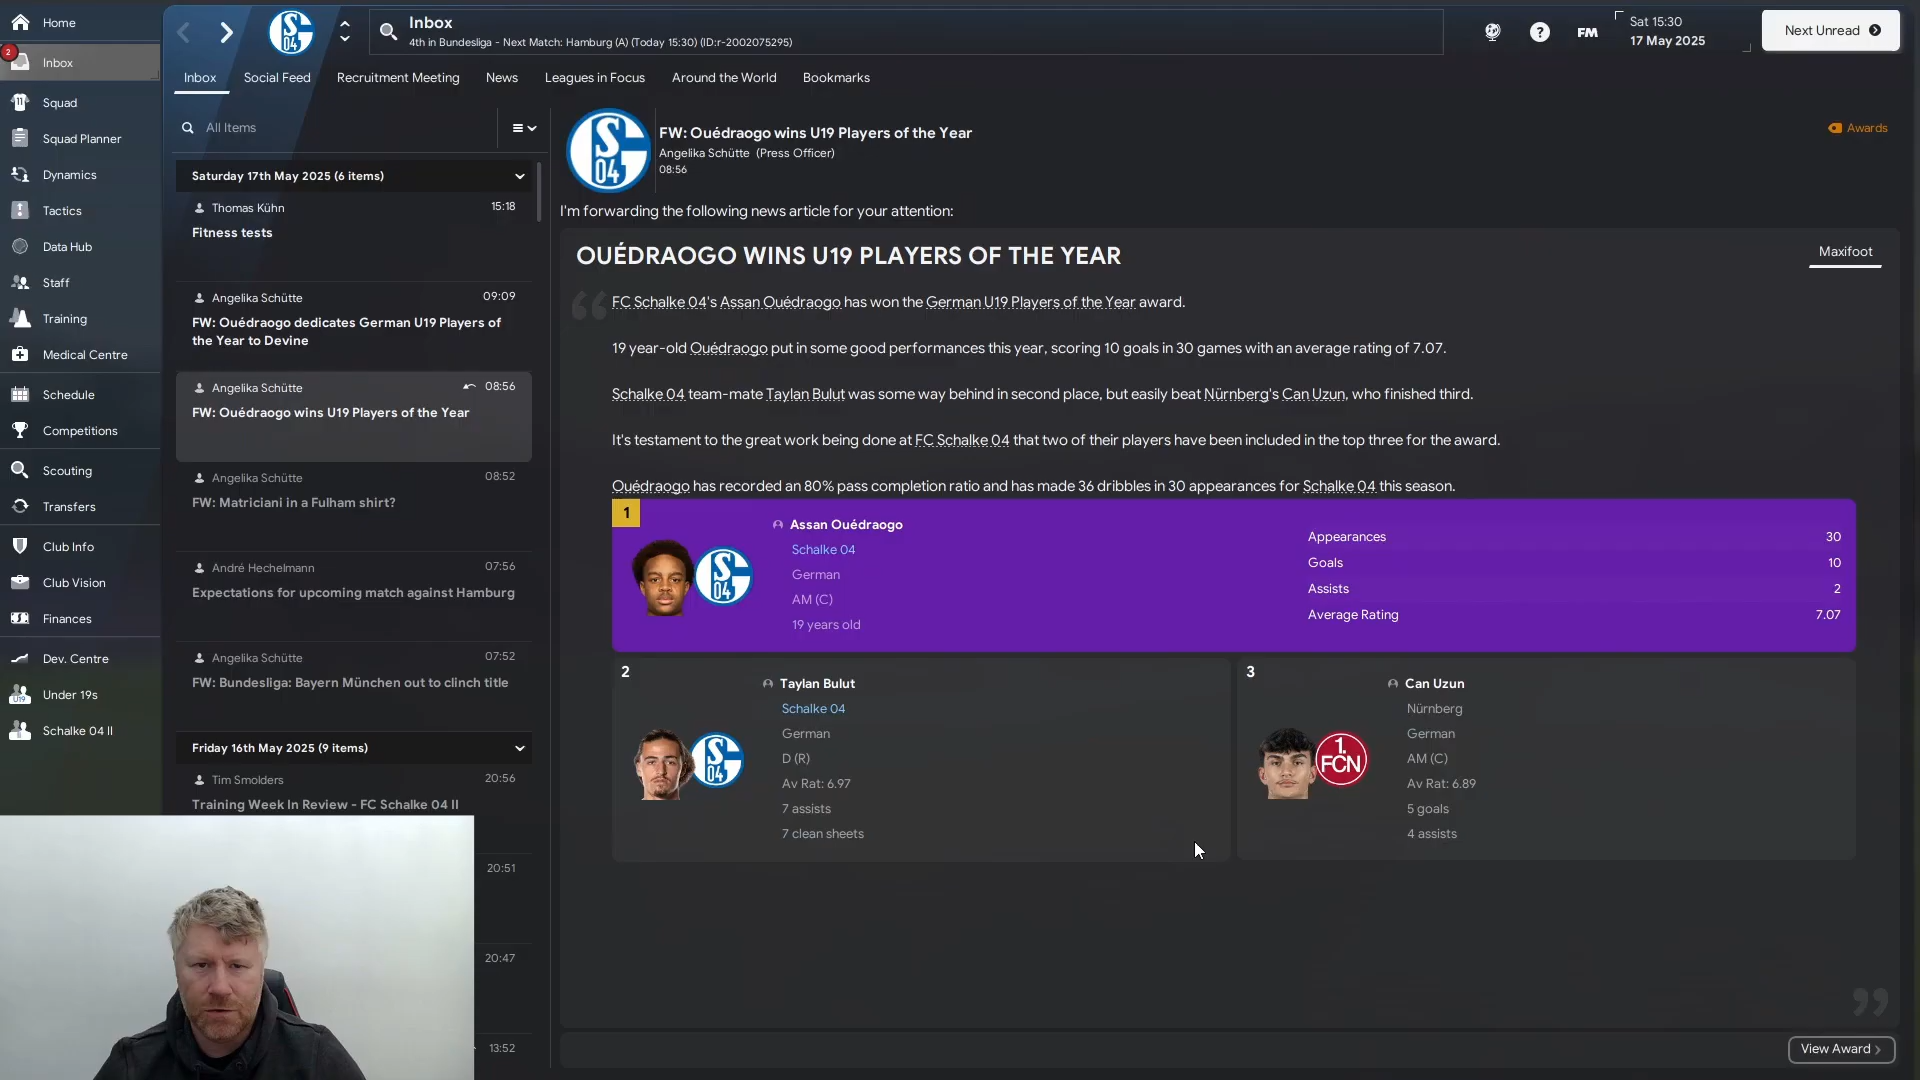 Home
2
Inbox
Squad
Squad Planner
Dynamics
Tactics
Data Hub
Staff
Training
Medical Centre
Schedule
Competitions
Scouting
Transfers
Club Info
Club Vision
Finances
Dev. Centre
Under 19s
Schalke 04 II
Inbox
4th in Bundesliga - Next Match: Hamburg (A) (Today 15:30) (ID:r-2002075295)
FM
Sat 15:30
17 May 2025
Next Unread
Inbox Social Feed Recruitment Meeting News Leagues in Focus Around the World Bookmarks
All Items
Saturday 17th May 2025 (6 items)
Thomas Kühn 15:18
Fitness tests
Angelika Schütte 09:09
FW: Ouédraogo dedicates German U19 Players of
the Year to Devine
Angelika Schütte 08:56
FW: Ouédraogo wins U19 Players of the Year
Angelika Schütte 08:52
FW: Matriciani in a Fulham shirt?
André Hechelmann 07:56
Expectations for upcoming match against Hamburg
Angelika Schütte 07:52
FW: Bundesliga: Bayern München out to clinch title
Friday 16th May 2025 (9 items)
Tim Smolders 20:56
Training Week In Review - FC Schalke 04 II
20:51
20:47
13:52
FW: Ouédraogo wins U19 Players of the Year
Angelika Schütte (Press Officer)
08:56
Awards
I'm forwarding the following news article for your attention:
OUÉDRAOGO WINS U19 PLAYERS OF THE YEAR
Maxifoot
FC Schalke 04's Assan Ouédraogo has won the German U19 Players of the Year award.
19 year-old Ouédraogo put in some good performances this year, scoring 10 goals in 30 games with an average rating of 7.07.
Schalke 04 team-mate Taylan Bulut was some way behind in second place, but easily beat Nürnberg's Can Uzun, who finished third.
It's testament to the great work being done at FC Schalke 04 that two of their players have been included in the top three for the award.
Ouédraogo has recorded an 80% pass completion ratio and has made 36 dribbles in 30 appearances for Schalke 04 this season.
1
Assan Ouédraogo
Schalke 04
German
AM (C)
19 years old
Appearances 30
Goals 10
Assists 2
Average Rating 7.07
2
Taylan Bulut
Schalke 04
German
D (R)
Av Rat: 6.97
7 assists
7 clean sheets
3
Can Uzun
Nürnberg
German
AM (C)
Av Rat: 6.89
5 goals
4 assists
1.
FCN
View Award